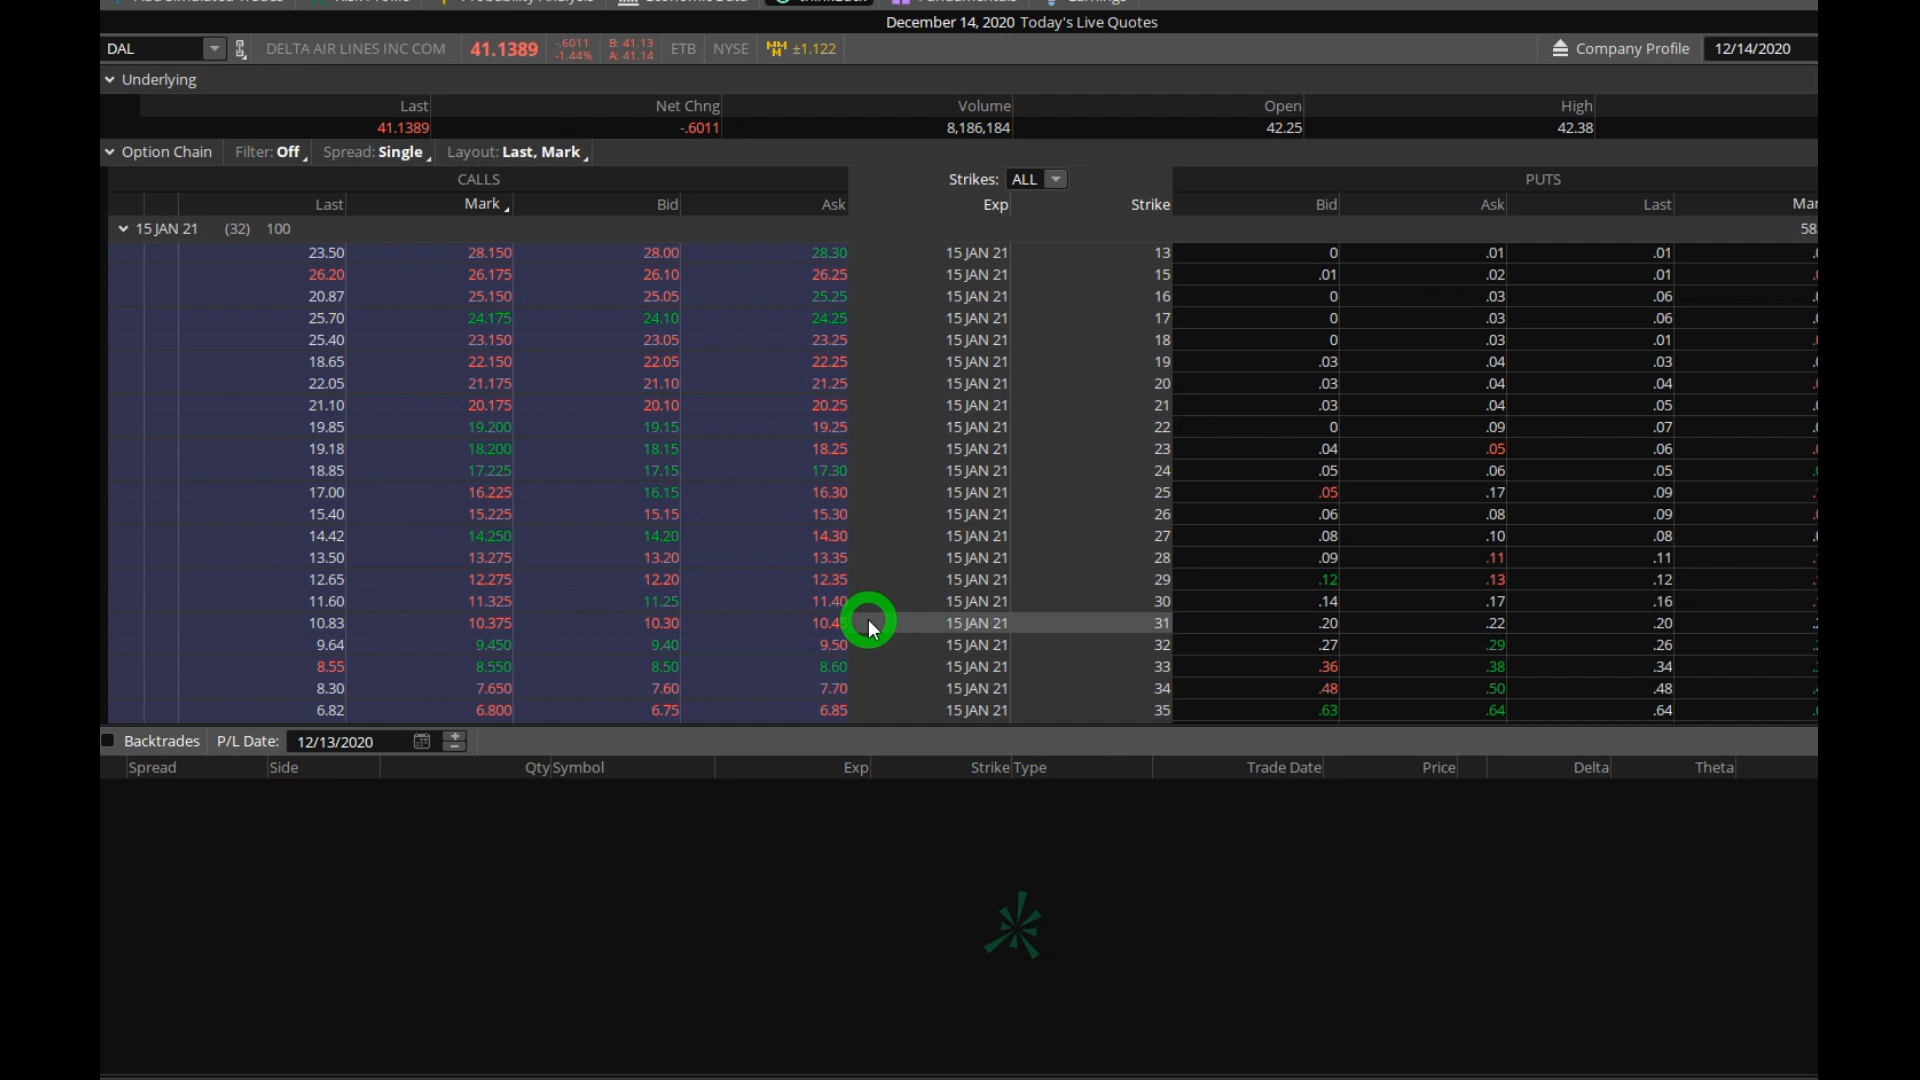 December 14, 2020 Today's Live Quotes
DAL DELTA AIR LINES INC COM 41.1389 -.6011 -1.44% B: 41.13 A: 41.14 ETB NYSE MM ±1.122 Company Profile 12/14/2020
Underlying
Last Net Chng Volume Open High
41.1389 -.6011 8,186,184 42.25 42.38
Option Chain Filter: Off Spread: Single Layout: Last, Mark
CALLS Strikes: ALL PUTS
Last Mark Bid Ask Exp Strike Bid Ask Last
15 JAN 21 (32) 100
23.50 28.150 28.00 28.30 15 JAN 21 13 0 .01 .01
26.20 26.175 26.10 26.25 15 JAN 21 15 .01 .02 .01
20.87 25.150 25.05 25.25 15 JAN 21 16 0 .03 .06
25.70 24.175 24.10 24.25 15 JAN 21 17 0 .03 .06
25.40 23.150 23.05 23.25 15 JAN 21 18 0 .03 .01
18.65 22.150 22.05 22.25 15 JAN 21 19 .03 .04 .03
22.05 21.175 21.10 21.25 15 JAN 21 20 .03 .04 .04
21.10 20.175 20.10 20.25 15 JAN 21 21 .03 .04 .05
19.85 19.200 19.15 19.25 15 JAN 21 22 0 .09 .07
19.18 18.200 18.15 18.25 15 JAN 21 23 .04 .05 .06
18.85 17.225 17.15 17.30 15 JAN 21 24 .05 .06 .05
17.00 16.225 16.15 16.30 15 JAN 21 25 .05 .17 .09
15.40 15.225 15.15 15.30 15 JAN 21 26 .06 .08 .09
14.42 14.250 14.20 14.30 15 JAN 21 27 .08 .10 .08
13.50 13.275 13.20 13.35 15 JAN 21 28 .09 .11 .11
12.65 12.275 12.20 12.35 15 JAN 21 29 .12 .13 .12
11.60 11.325 11.25 11.40 15 JAN 21 30 .14 .17 .16
10.83 10.375 10.30 10.45 15 JAN 21 31 .20 .22 .20
9.64 9.450 9.40 9.50 15 JAN 21 32 .27 .29 .26
8.55 8.550 8.50 8.60 15 JAN 21 33 .36 .38 .34
8.30 7.650 7.60 7.70 15 JAN 21 34 .48 .50 .48
6.82 6.800 6.75 6.85 15 JAN 21 35 .63 .64 .64
Backtrades P/L Date: 12/13/2020
Spread Side Qty Symbol Exp Strike Type Trade Date Price Delta Theta